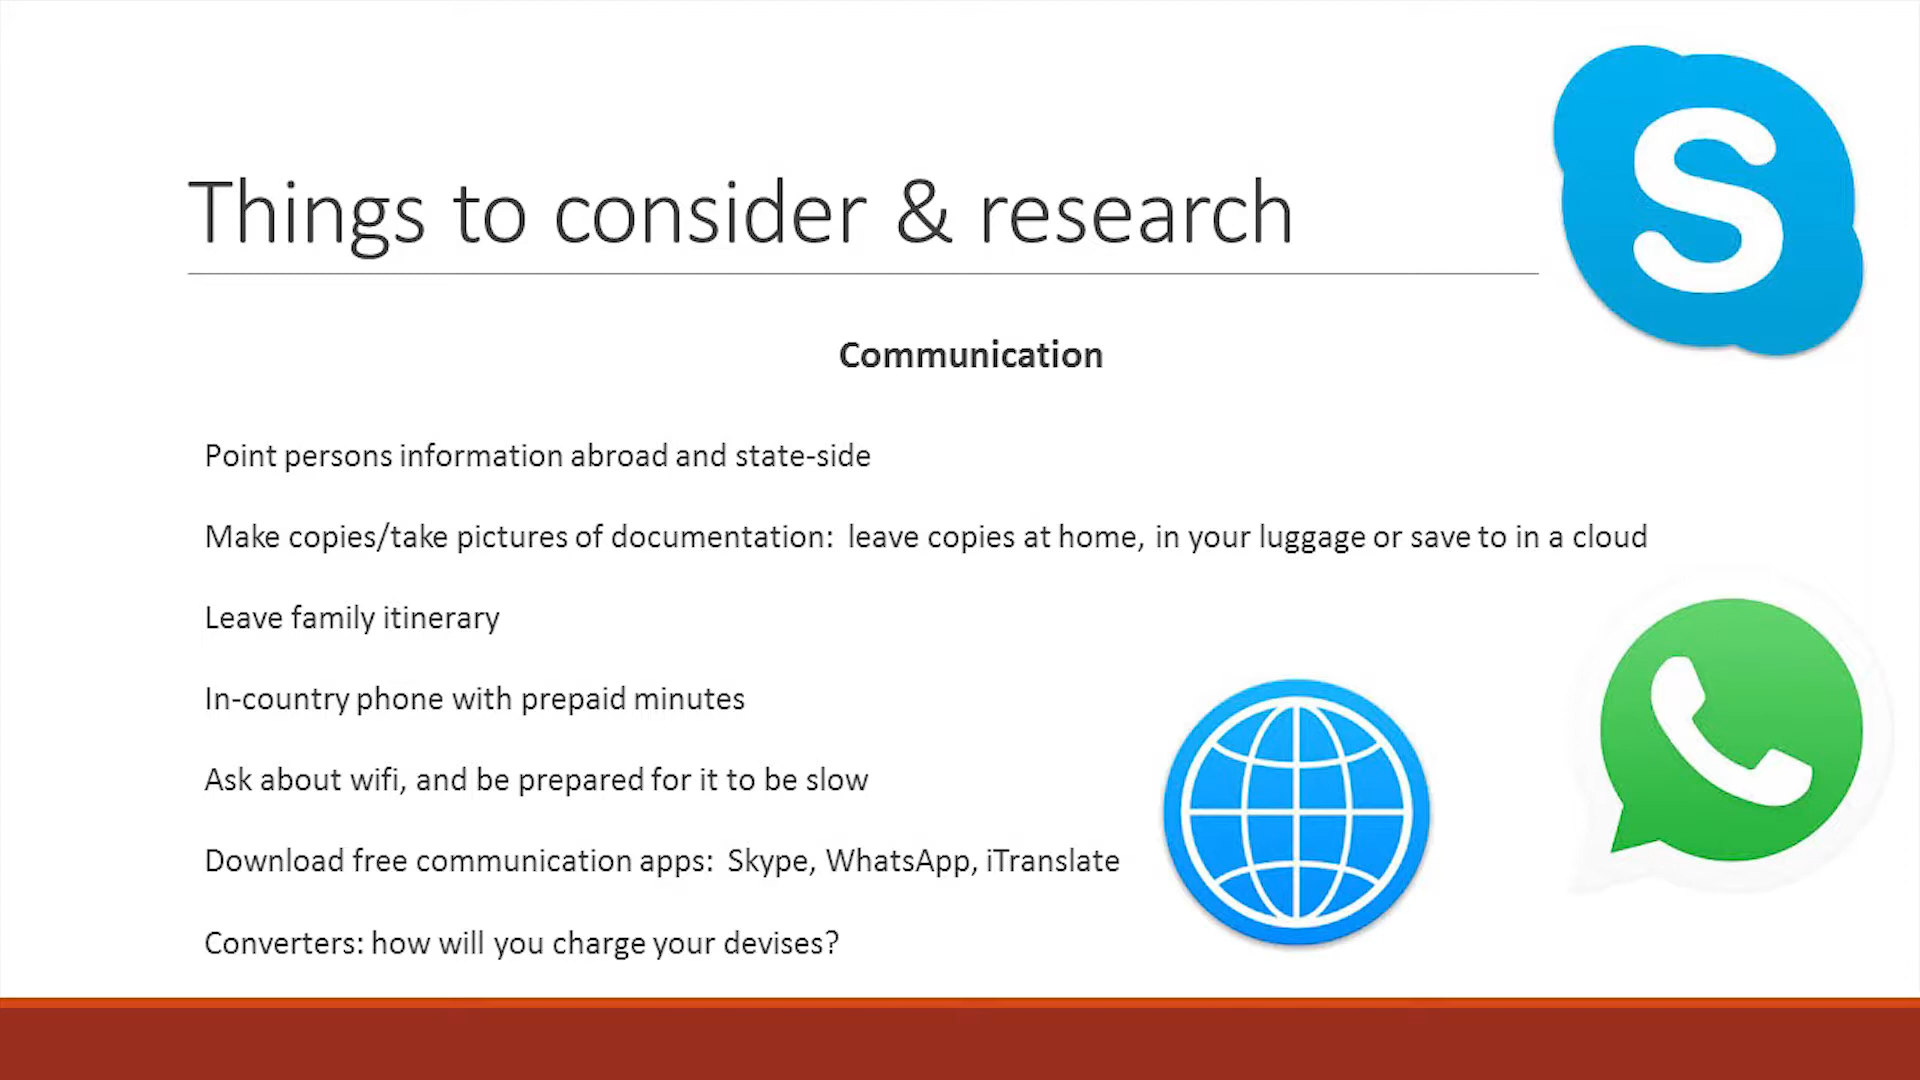 Things to consider & research
Communication
Point persons information abroad and state-side
Make copies/take pictures of documentation:  leave copies at home, in your luggage or save to in a cloud
Leave family itinerary
In-country phone with prepaid minutes
Ask about wifi, and be prepared for it to be slow
Download free communication apps:  Skype, WhatsApp, iTranslate
Converters: how will you charge your devises?
S